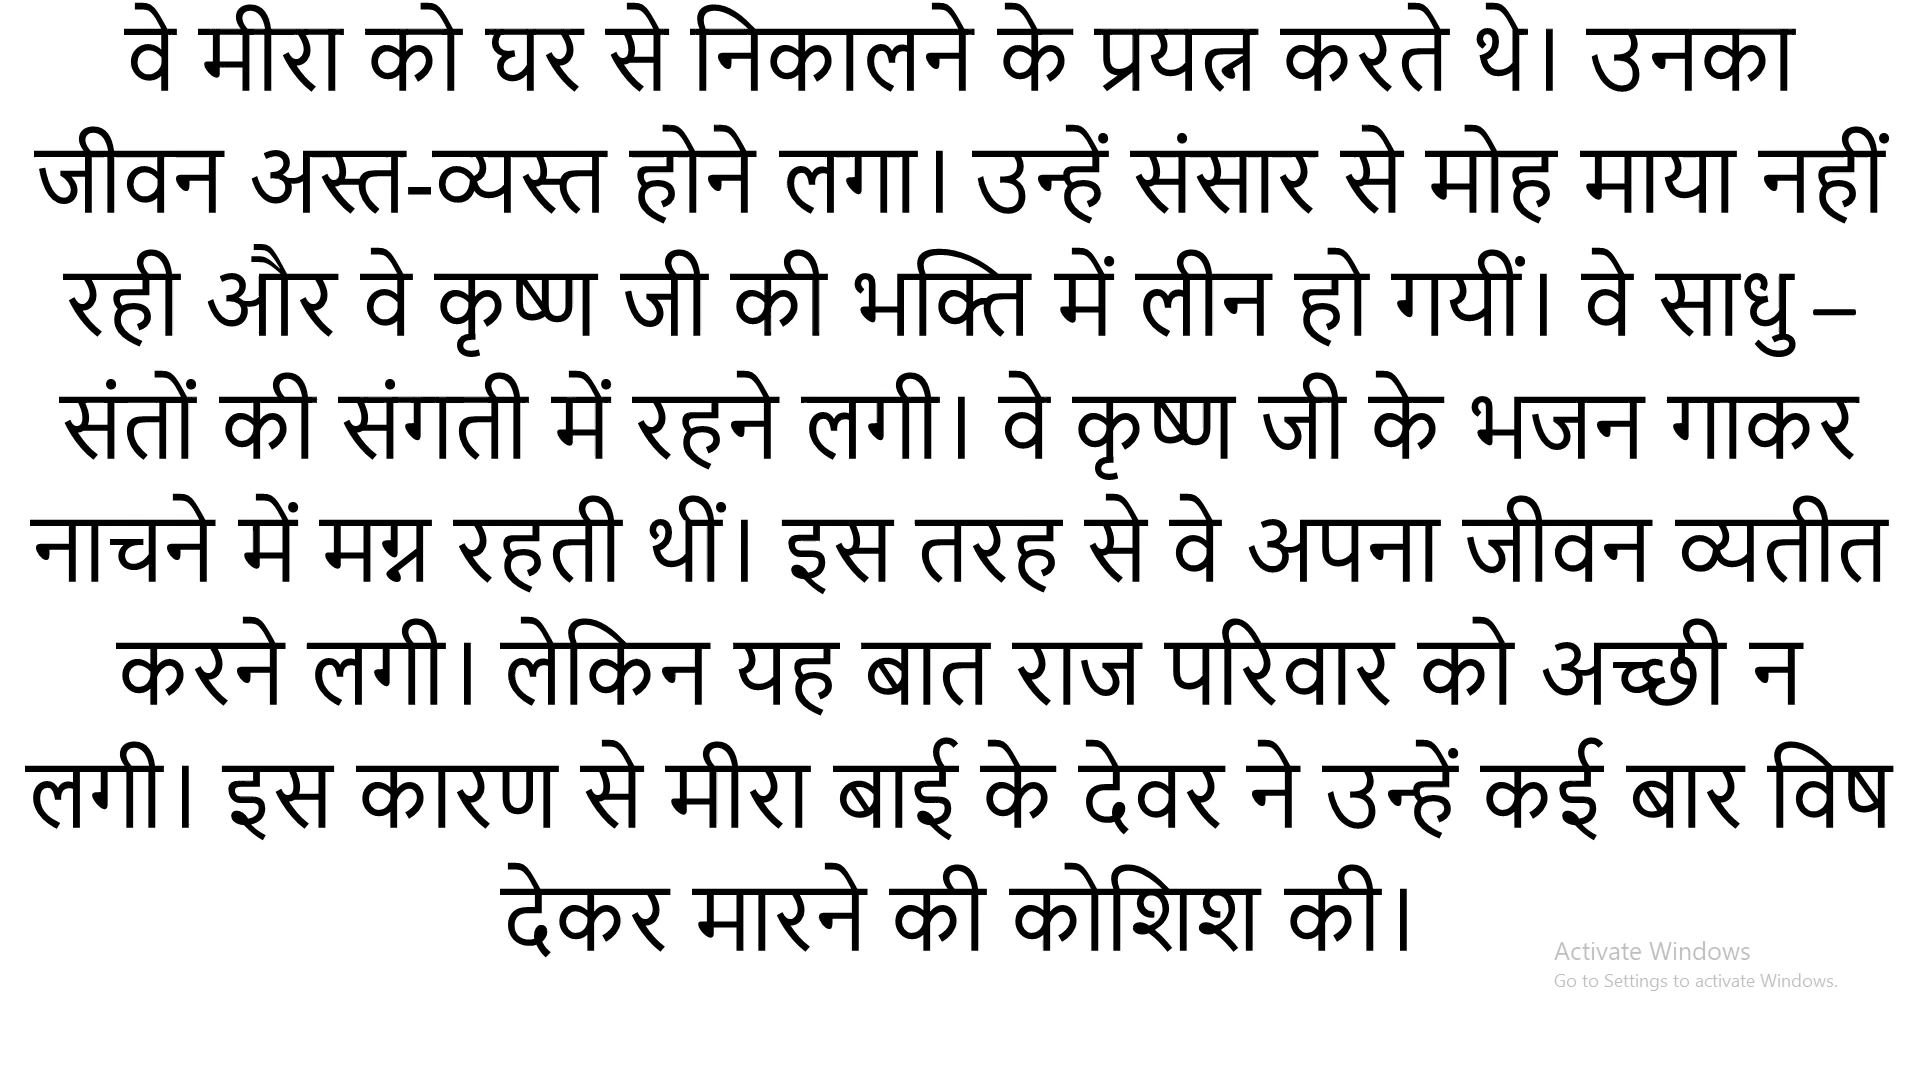 वे मीरा को घर से निकालने के प्रयत्न करते थे। उनका
जीवन अस्त-व्यस्त होने लगा। उन्हें संसार से मोह माया नहीं
रही और वे कृष्ण जी की भक्ति में लीन हो गयीं। वे साधु –
संतों की संगती में रहने लगी। वे कृष्ण जी के भजन गाकर
नाचने में मग्न रहती थीं। इस तरह से वे अपना जीवन व्यतीत
करने लगी। लेकिन यह बात राज परिवार को अच्छी न
लगी। इस कारण से मीरा बाई के देवर ने उन्हें कई बार विष
देकर मारने की कोशिश की।
Activate Windows
Go to Settings to activate Windows.